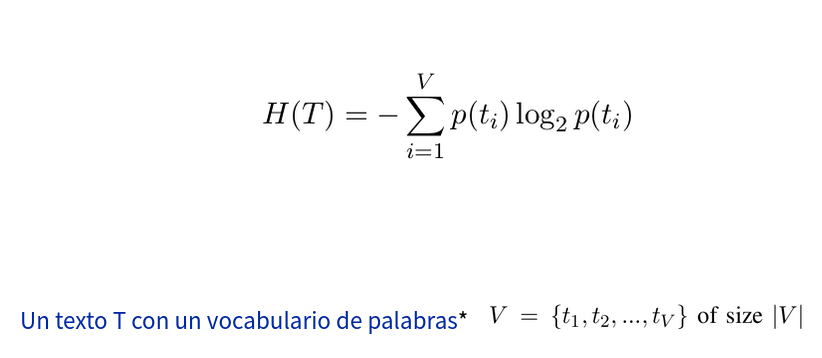 H(T) = − ∑_{i=1}^{V} p(t_i) log_2 p(t_i)
Un texto T con un vocabulario de palabras* V = {t_1, t_2, ..., t_V} of size |V|